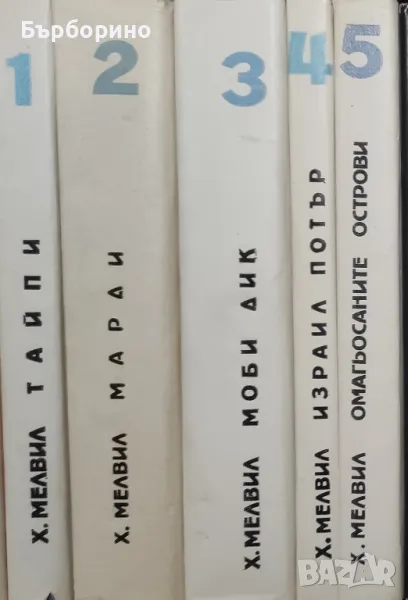 Бърборино
1
Х. МЕЛВИЛ ТАЙПИ
2
Х. МЕЛВИЛ МАРДИ
3
Х. МЕЛВИЛ МОБИ ДИК
4
Х. МЕЛВИЛ ИЗРАИЛ ПОТЪР
5
Х. МЕЛВИЛ ОМАГЬОСАНИТЕ ОСТРОВИ
BAZAR